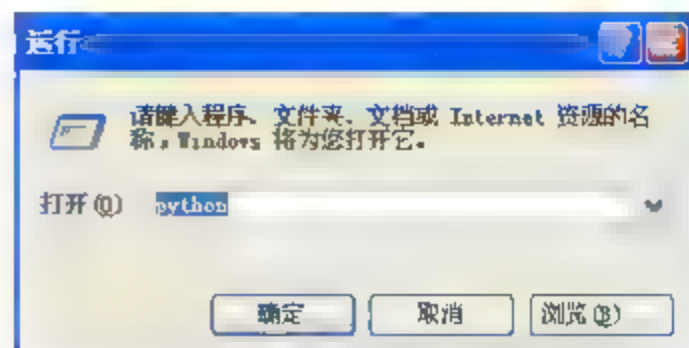 运行
请键入程序、文件夹、文档或 Internet 资源的名
称，Windows 将为您打开它。
打开(O) python
确定 取消 浏览(B)